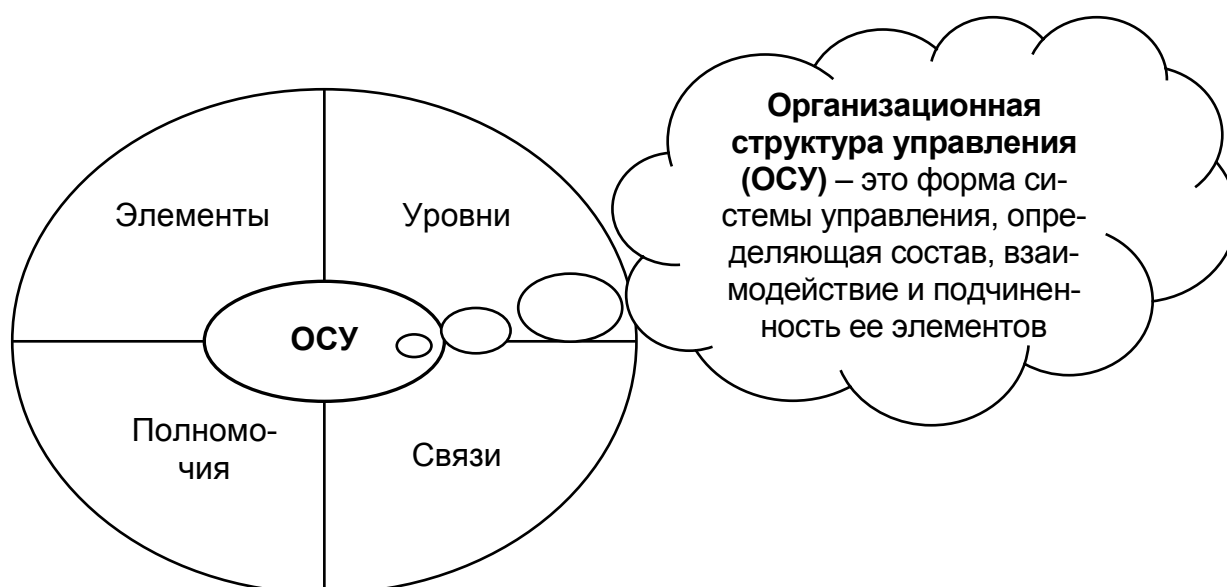 Элементы
Уровни
ОСУ
Полномо-
чия
Связи
Организационная
структура управления
(ОСУ) – это форма си-
стемы управления, опре-
деляющая состав, взаи-
модействие и подчинен-
ность ее элементов